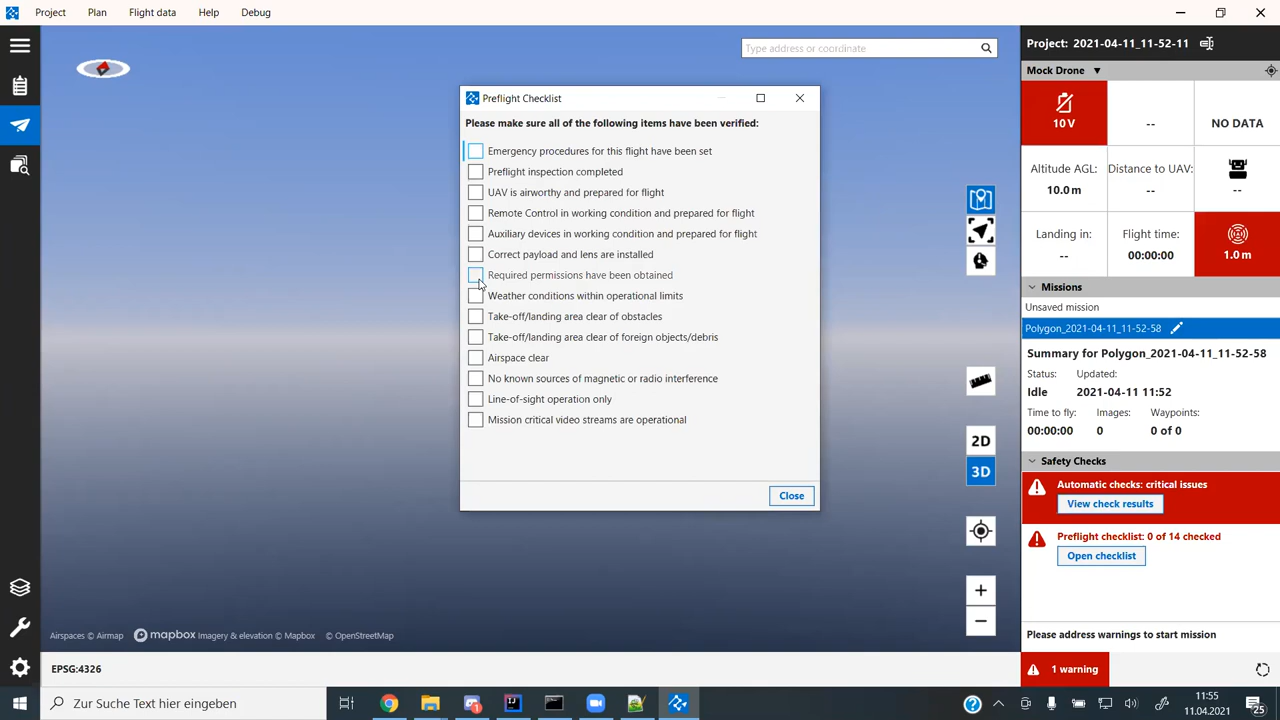 Project Plan Flight data Help Debug
Type address or coordinate
Project: 2021-04-11_11-52-11
Mock Drone
10 V
--
NO DATA
Altitude AGL:
10.0 m
Distance to UAV:
--
--
Landing in:
--
Flight time:
00:00:00
1.0 m
Missions
Unsaved mission
Polygon_2021-04-11_11-52-58
Summary for Polygon_2021-04-11_11-52-58
Status: Updated:
Idle 2021-04-11 11:52
Time to fly: Images: Waypoints:
00:00:00 0 0 of 0
Safety Checks
Automatic checks: critical issues
View check results
Preflight checklist: 0 of 14 checked
Open checklist
Please address warnings to start mission
1 warning
Preflight Checklist
Please make sure all of the following items have been verified:
Emergency procedures for this flight have been set
Preflight inspection completed
UAV is airworthy and prepared for flight
Remote Control in working condition and prepared for flight
Auxiliary devices in working condition and prepared for flight
Correct payload and lens are installed
Required permissions have been obtained
Weather conditions within operational limits
Take-off/landing area clear of obstacles
Take-off/landing area clear of foreign objects/debris
Airspace clear
No known sources of magnetic or radio interference
Line-of-sight operation only
Mission critical video streams are operational
Close
2D
3D
+
−
Airspaces © Airmap mapbox Imagery & elevation © Mapbox © OpenStreetMap
EPSG:4326
Zur Suche Text hier eingeben
11:55
11.04.2021
25